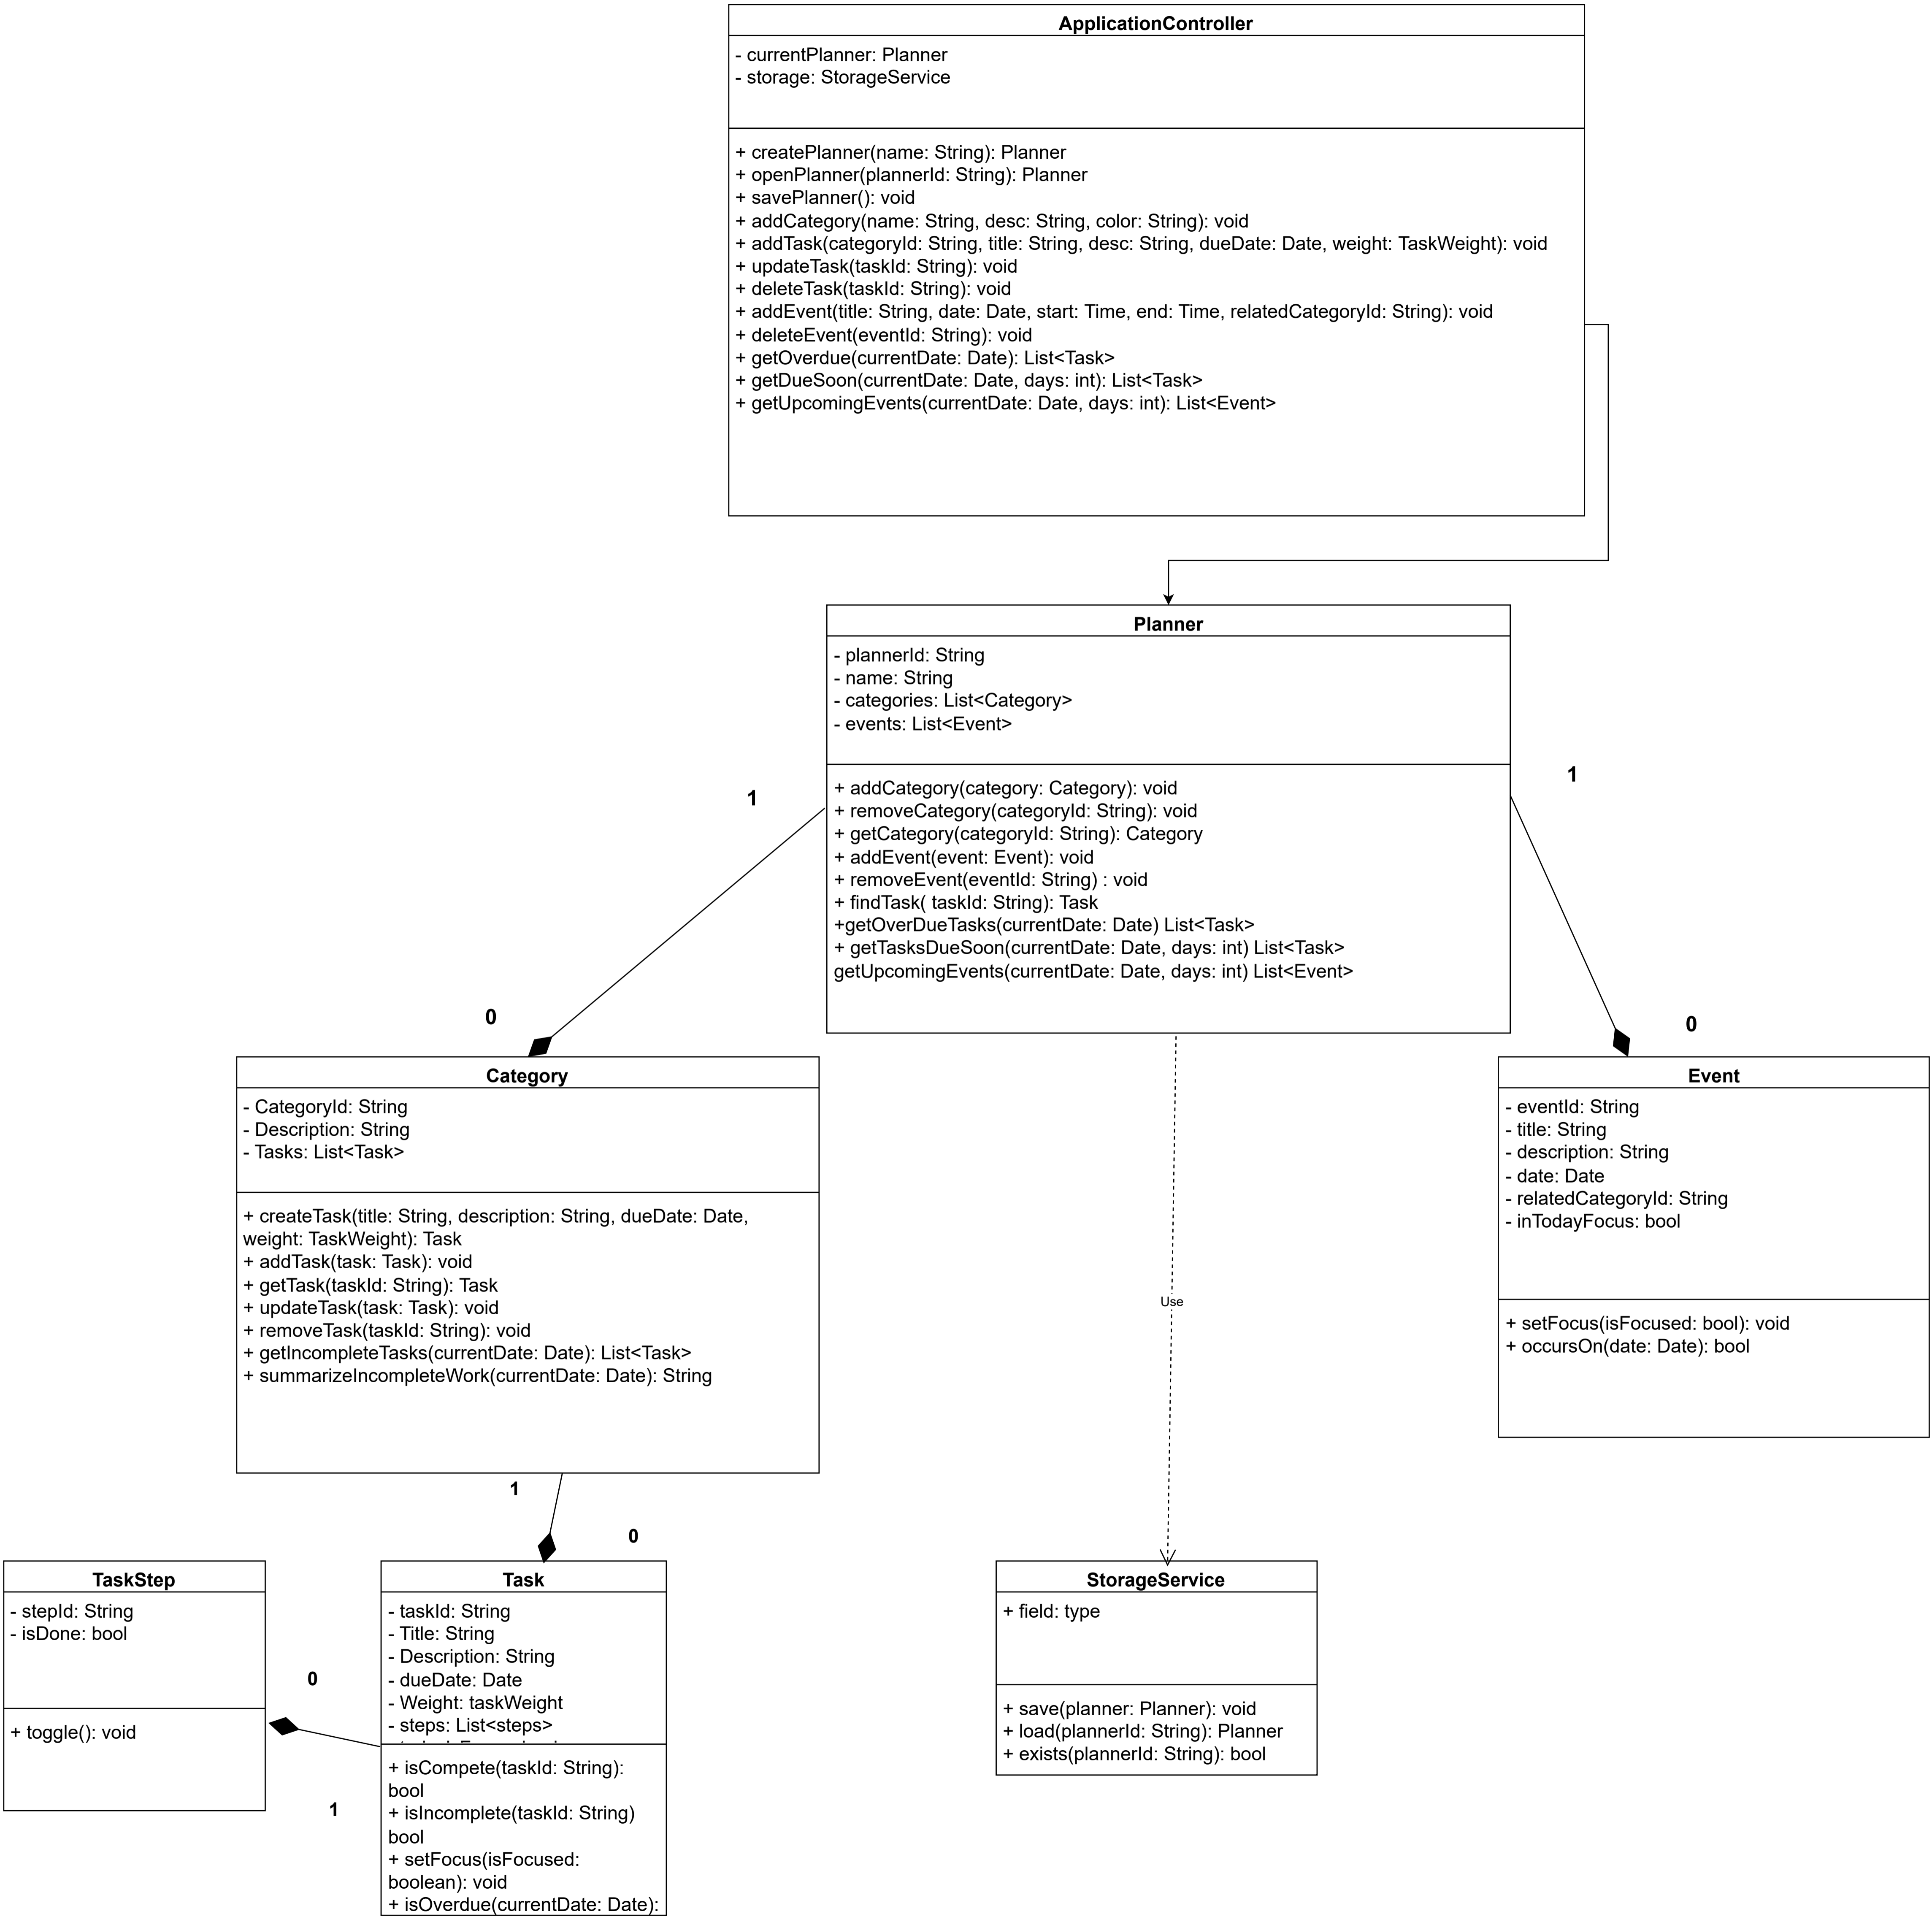 ApplicationController
- currentPlanner: Planner
- storage: StorageService
+ createPlanner(name: String): Planner
+ openPlanner(plannerId: String): Planner
+ savePlanner(): void
+ addCategory(name: String, desc: String, color: String): void
+ addTask(categoryId: String, title: String, desc: String, dueDate: Date, weight: TaskWeight): void
+ updateTask(taskId: String): void
+ deleteTask(taskId: String): void
+ addEvent(title: String, date: Date, start: Time, end: Time, relatedCategoryId: String): void
+ deleteEvent(eventId: String): void
+ getOverdue(currentDate: Date): List<Task>
+ getDueSoon(currentDate: Date, days: int): List<Task>
+ getUpcomingEvents(currentDate: Date, days: int): List<Event>
Planner
- plannerId: String
- name: String
- categories: List<Category>
- events: List<Event>
+ addCategory(category: Category): void
+ removeCategory(categoryId: String): void
+ getCategory(categoryId: String): Category
+ addEvent(event: Event): void
+ removeEvent(eventId: String) : void
+ findTask( taskId: String): Task
+getOverDueTasks(currentDate: Date) List<Task>
+ getTasksDueSoon(currentDate: Date, days: int) List<Task>
getUpcomingEvents(currentDate: Date, days: int) List<Event>
1
0
1
0
Category
- CategoryId: String
- Description: String
- Tasks: List<Task>
+ createTask(title: String, description: String, dueDate: Date,
weight: TaskWeight): Task
+ addTask(task: Task): void
+ getTask(taskId: String): Task
+ updateTask(task: Task): void
+ removeTask(taskId: String): void
+ getIncompleteTasks(currentDate: Date): List<Task>
+ summarizeIncompleteWork(currentDate: Date): String
Use
Event
- eventId: String
- title: String
- description: String
- date: Date
- relatedCategoryId: String
- inTodayFocus: bool
+ setFocus(isFocused: bool): void
+ occursOn(date: Date): bool
1
0
TaskStep
- stepId: String
- isDone: bool
+ toggle(): void
0
1
Task
- taskId: String
- Title: String
- Description: String
- dueDate: Date
- Weight: taskWeight
- steps: List<steps>
+ isCompete(taskId: String):
bool
+ isIncomplete(taskId: String)
bool
+ setFocus(isFocused:
boolean): void
+ isOverdue(currentDate: Date):
StorageService
+ field: type
+ save(planner: Planner): void
+ load(plannerId: String): Planner
+ exists(plannerId: String): bool